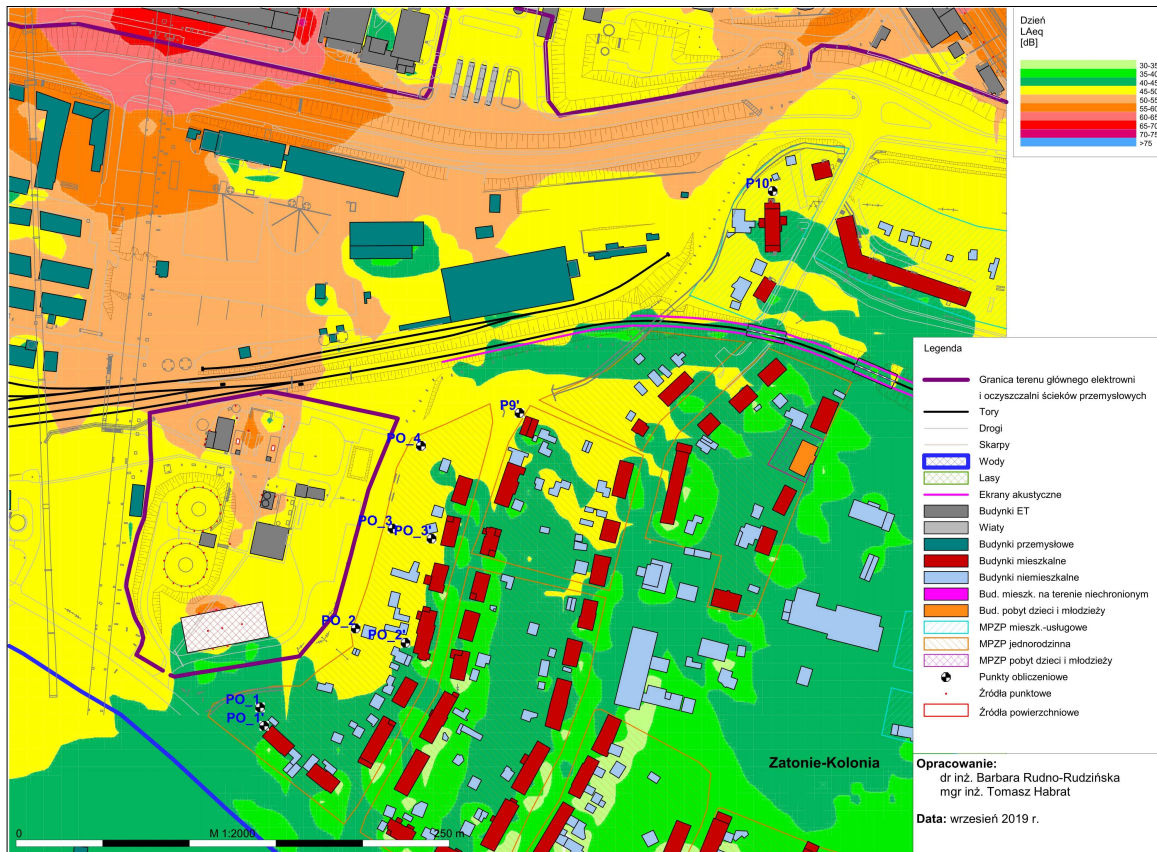 Dzień
LAeq
[dB]
30-35
35-40
40-45
45-50
50-55
55-60
60-65
65-70
70-75
>75
P10'
P9'
PO_4
PO_3
PO_3'
PO_2
PO_2'
PO_1
PO_1'
Zatonie-Kolonia
0 M 1:2000 250 m
Legenda
Granica terenu głównego elektrowni
i oczyszczalni ścieków przemysłowych
Tory
Drogi
Skarpy
Wody
Lasy
Ekrany akustyczne
Budynki ET
Wiaty
Budynki przemysłowe
Budynki mieszkalne
Budynki niemieszkalne
Bud. mieszk. na terenie niechronionym
Bud. pobyt dzieci i młodzieży
MPZP mieszk.-usługowe
MPZP jednorodzinna
MPZP pobyt dzieci i młodzieży
Punkty obliczeniowe
Źródła punktowe
Źródła powierzchniowe
Opracowanie:
dr inż. Barbara Rudno-Rudzińska
mgr inż. Tomasz Habrat
Data: wrzesień 2019 r.